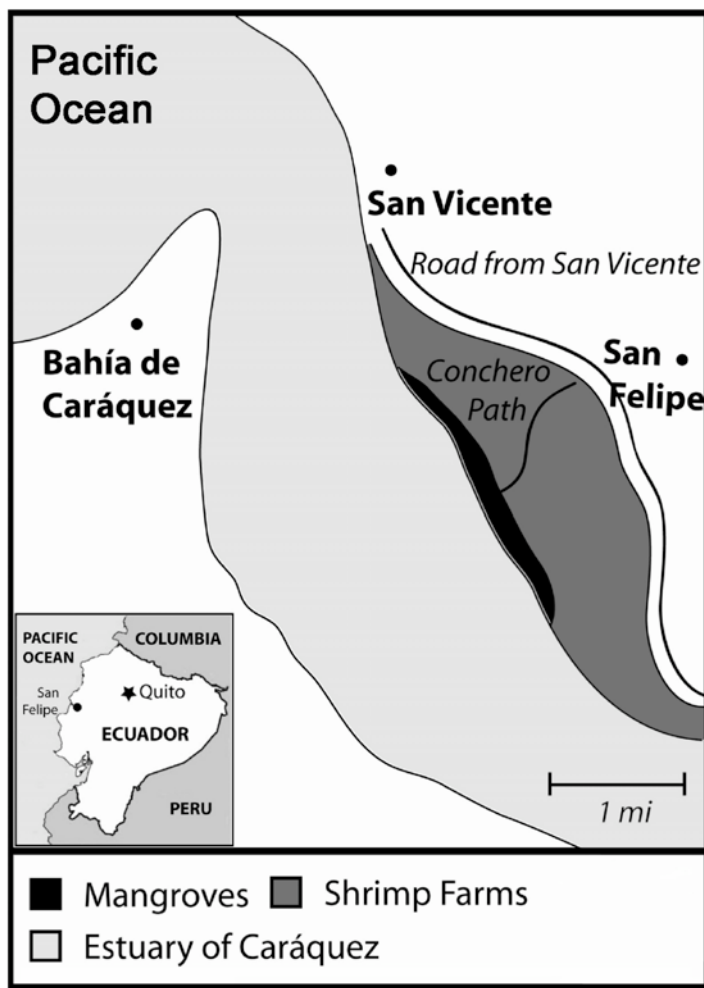 Pacific
Ocean
San Vicente
Road from San Vicente
Bahía de
Caráquez
Conchero
Path
San
Felipe
PACIFIC
OCEAN
COLUMBIA
San
Felipe
Quito
ECUADOR
PERU
1 mi
Mangroves Shrimp Farms
Estuary of Caráquez